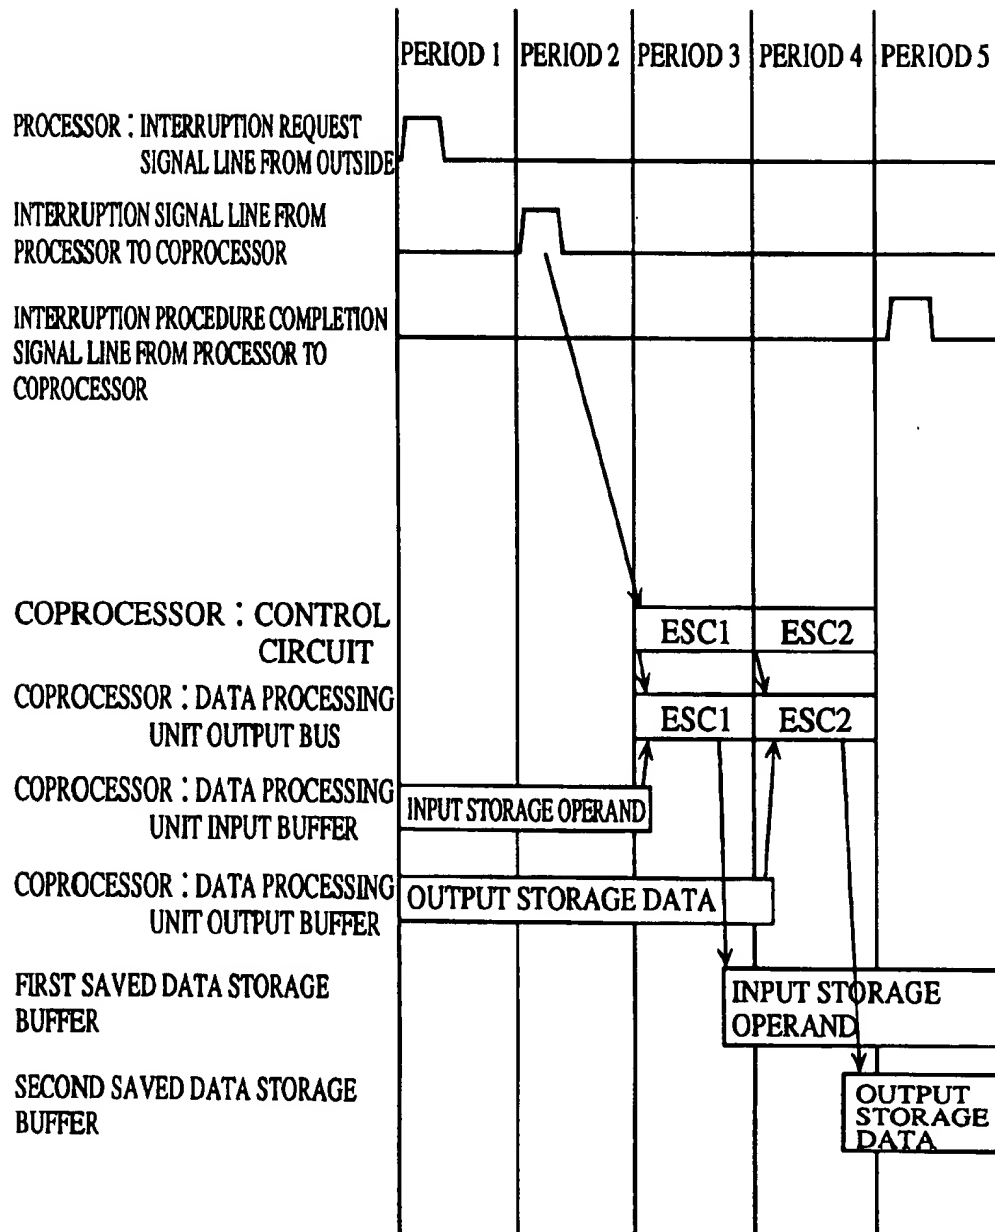 PERIOD 1 PERIOD 2 PERIOD 3 PERIOD 4 PERIOD 5
PROCESSOR : INTERRUPTION REQUEST
SIGNAL LINE FROM OUTSIDE
INTERRUPTION SIGNAL LINE FROM
PROCESSOR TO COPROCESSOR
INTERRUPTION PROCEDURE COMPLETION
SIGNAL LINE FROM PROCESSOR TO
COPROCESSOR
COPROCESSOR : CONTROL
CIRCUIT
ESC1 ESC2
COPROCESSOR : DATA PROCESSING
UNIT OUTPUT BUS
ESC1 ESC2
COPROCESSOR : DATA PROCESSING
UNIT INPUT BUFFER
INPUT STORAGE OPERAND
COPROCESSOR : DATA PROCESSING
UNIT OUTPUT BUFFER
OUTPUT STORAGE DATA
FIRST SAVED DATA STORAGE
BUFFER
INPUT STORAGE
OPERAND
SECOND SAVED DATA STORAGE
BUFFER
OUTPUT
STORAGE
DATA